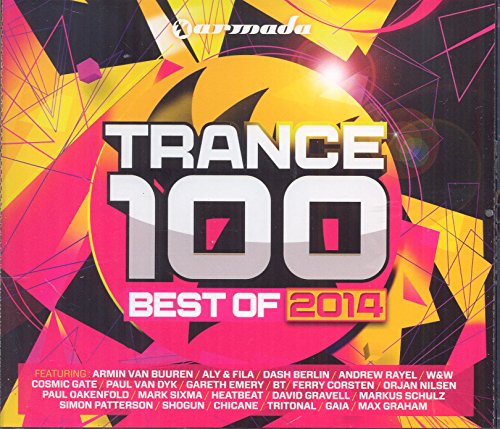 armada
TRANCE
100
BEST OF 2014
FEATURING: ARMIN VAN BUUREN / ALY & FILA / DASH BERLIN / ANDREW RAYEL / W&W
COSMIC GATE / PAUL VAN DYK / GARETH EMERY / BT / FERRY CORSTEN / ORJAN NILSEN
PAUL OAKENFOLD / MARK SIXMA / HEATBEAT / DAVID GRAVELL / MARKUS SCHULZ
SIMON PATTERSON / SHOGUN / CHICANE / TRITONAL / GAIA / MAX GRAHAM